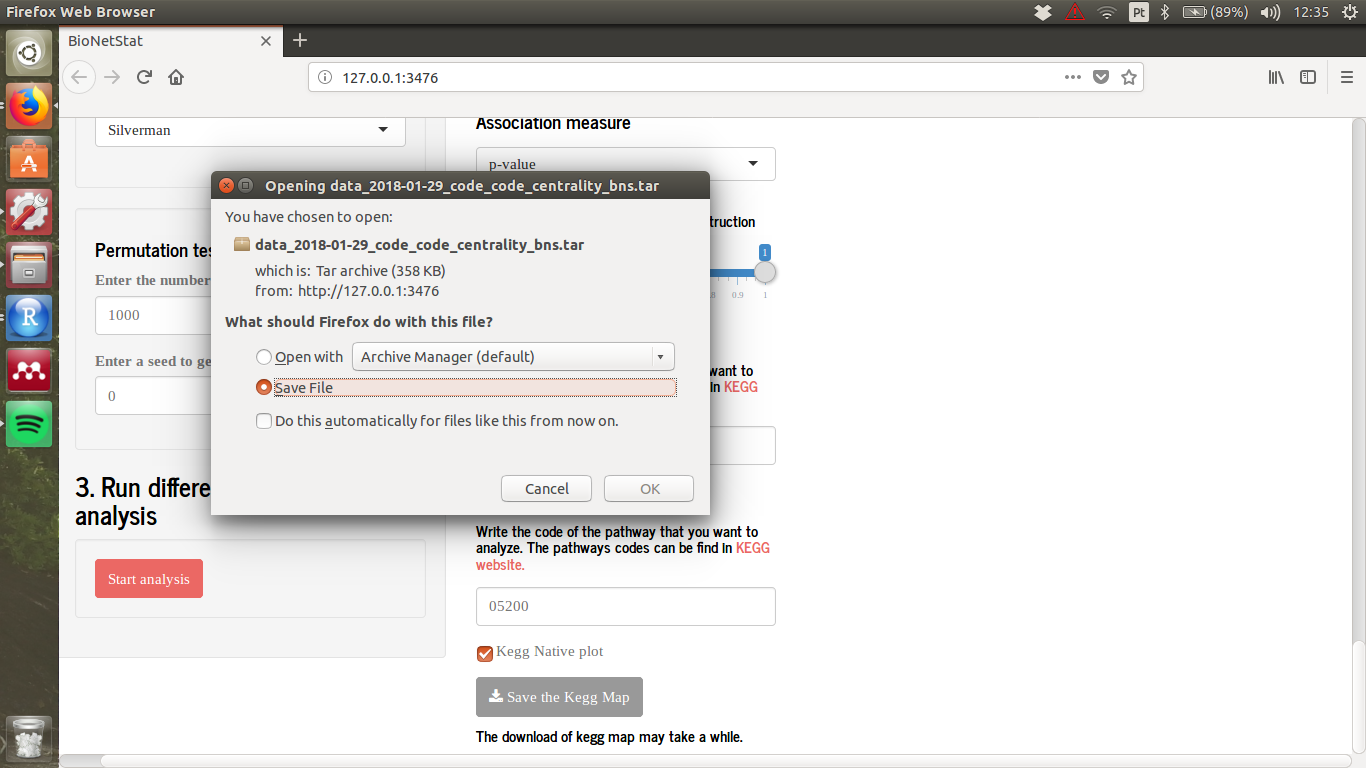 Firefox Web Browser
Pt
(89%)
12:35
BioNetStat
127.0.0.1:3476
Silverman
Permutation tes
Enter the number
1000
Enter a seed to ge
0
3. Run differe
analysis
Start analysis
Association measure
p-value
truction
1
0.9
1
want to
in KEGG
Opening data_2018-01-29_code_code_centrality_bns.tar
You have chosen to open:
data_2018-01-29_code_code_centrality_bns.tar
which is: Tar archive (358 KB)
from: http://127.0.0.1:3476
What should Firefox do with this file?
Open with Archive Manager (default)
Save File
Do this automatically for files like this from now on.
Cancel
OK
Write the code of the pathway that you want to
analyze. The pathways codes can be find in KEGG
website.
05200
Kegg Native plot
Save the Kegg Map
The download of kegg map may take a while.